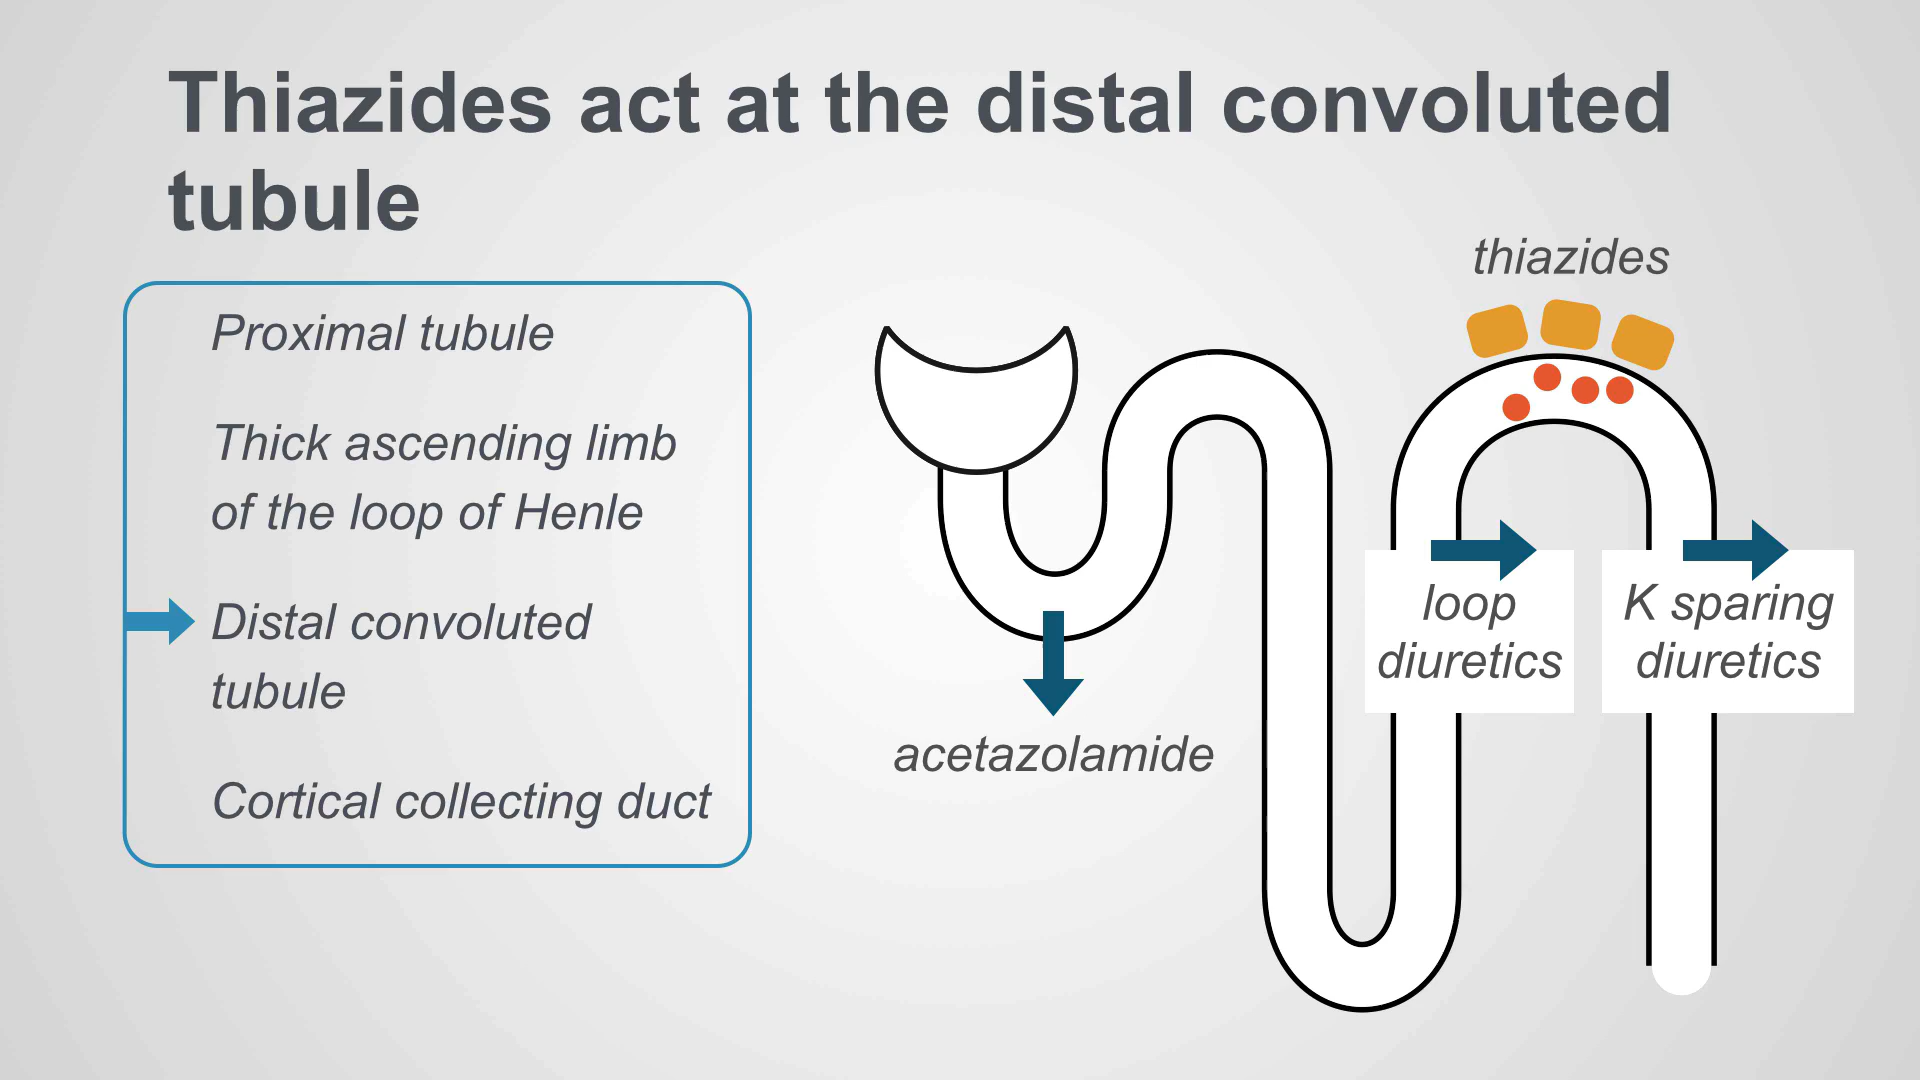 Thiazides act at the distal convoluted
tubule
Proximal tubule
Thick ascending limb
of the loop of Henle
Distal convoluted
tubule
Cortical collecting duct
thiazides
acetazolamide
loop
diuretics
K sparing
diuretics